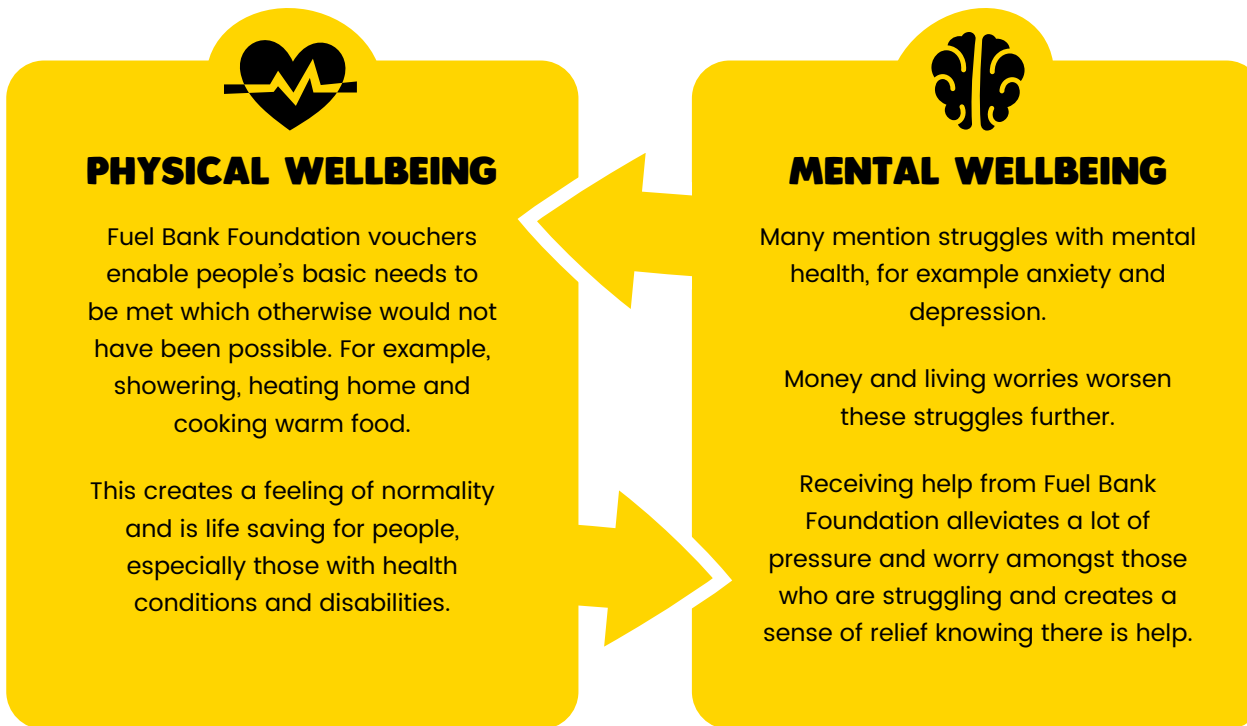 PHYSICAL WELLBEING
Fuel Bank Foundation vouchers
enable people’s basic needs to
be met which otherwise would not
have been possible. For example,
showering, heating home and
cooking warm food.
This creates a feeling of normality
and is life saving for people,
especially those with health
conditions and disabilities.
MENTAL WELLBEING
Many mention struggles with mental
health, for example anxiety and
depression.
Money and living worries worsen
these struggles further.
Receiving help from Fuel Bank
Foundation alleviates a lot of
pressure and worry amongst those
who are struggling and creates a
sense of relief knowing there is help.